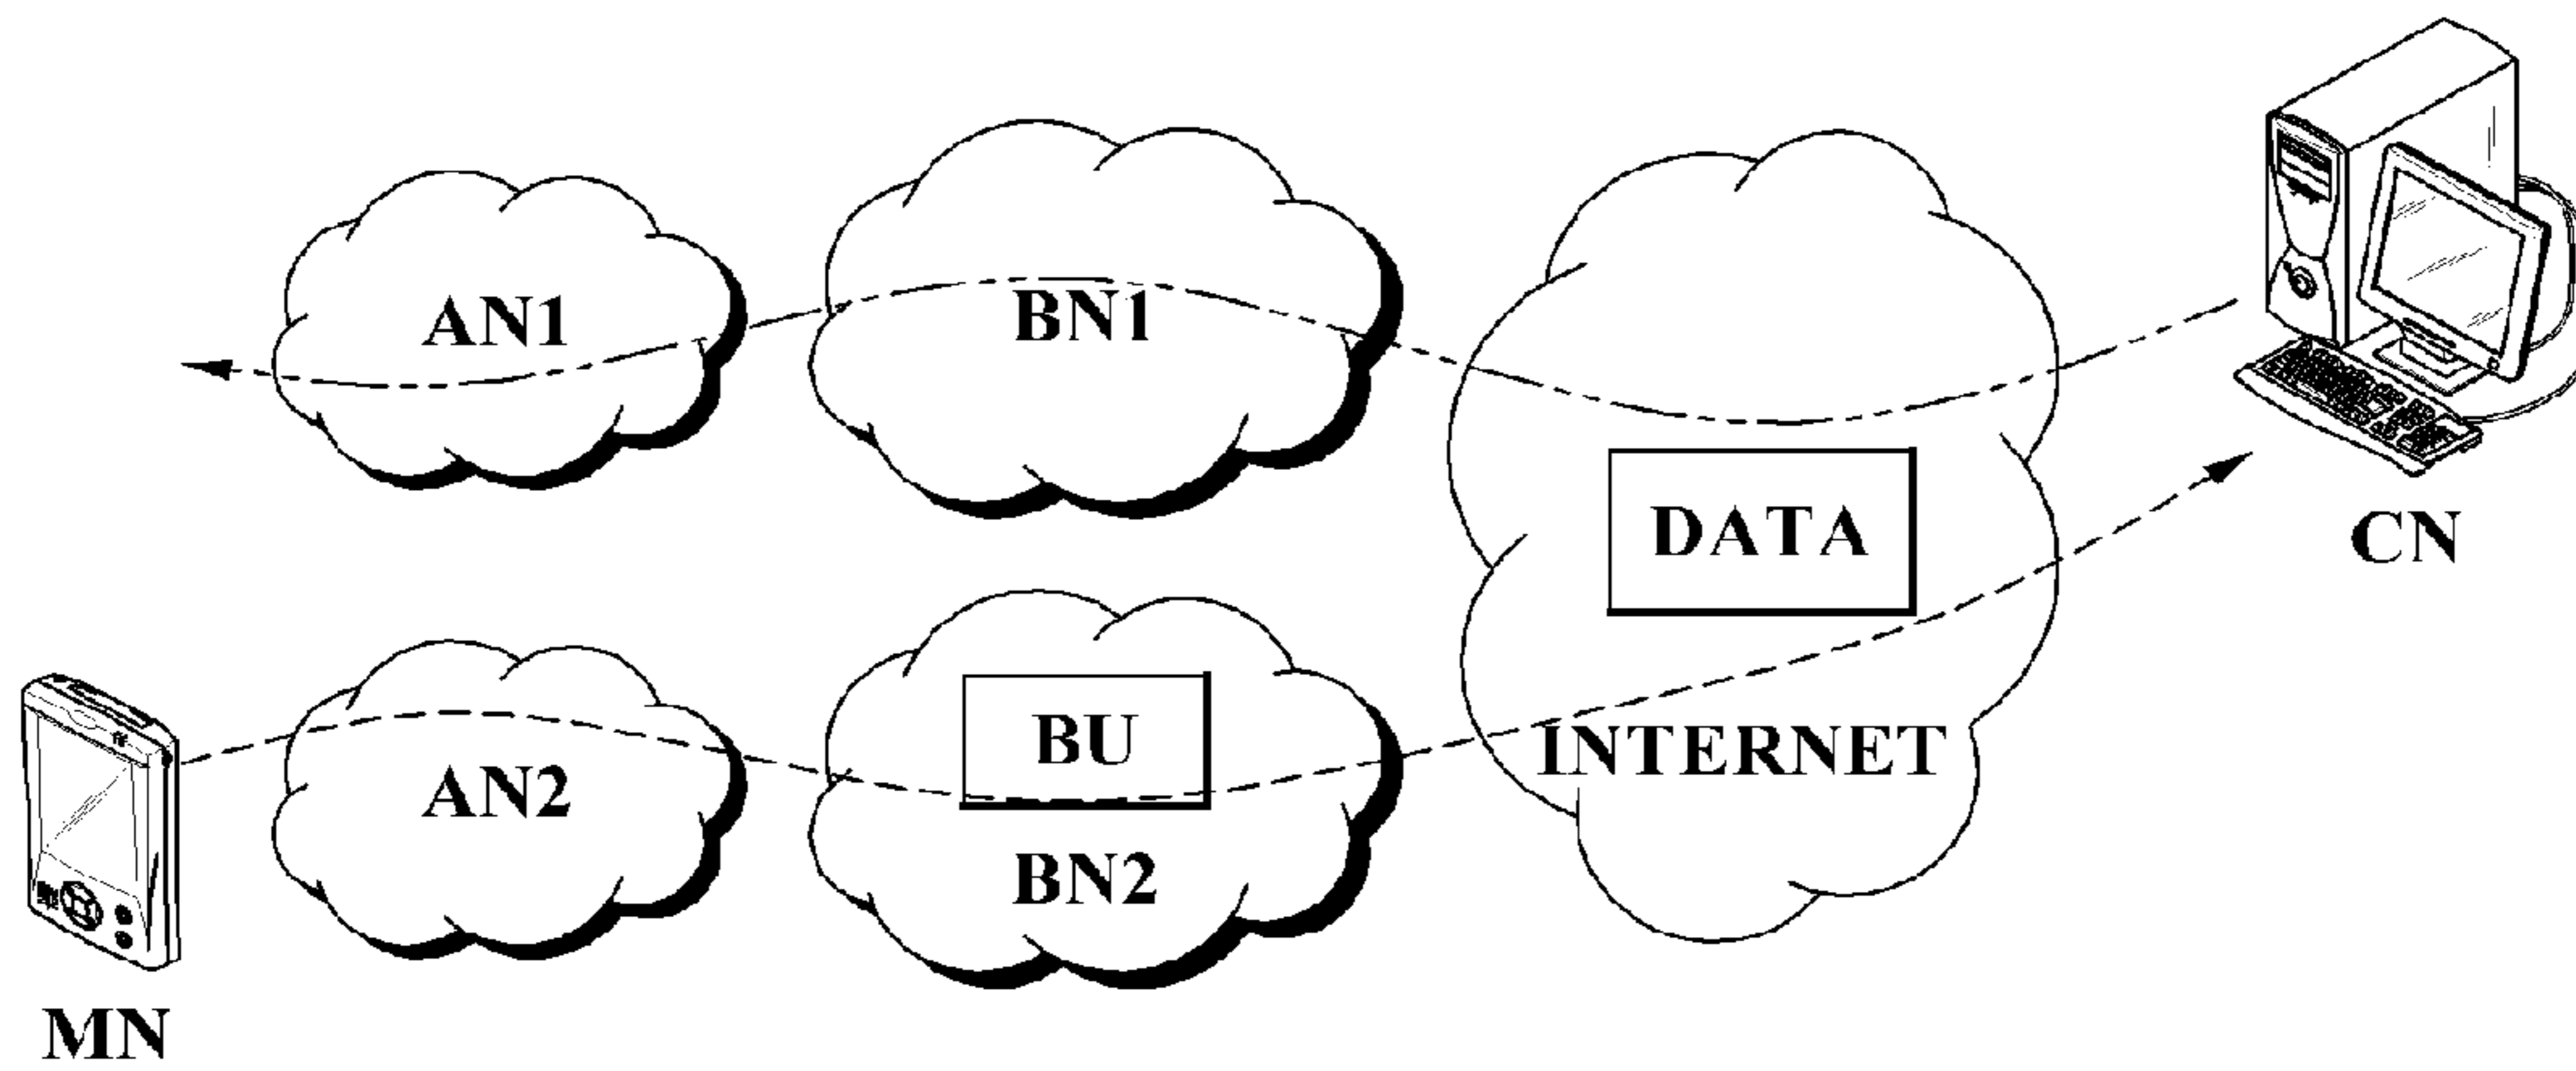 AN1
BN1
DATA
CN
BU
INTERNET
AN2
BN2
MN